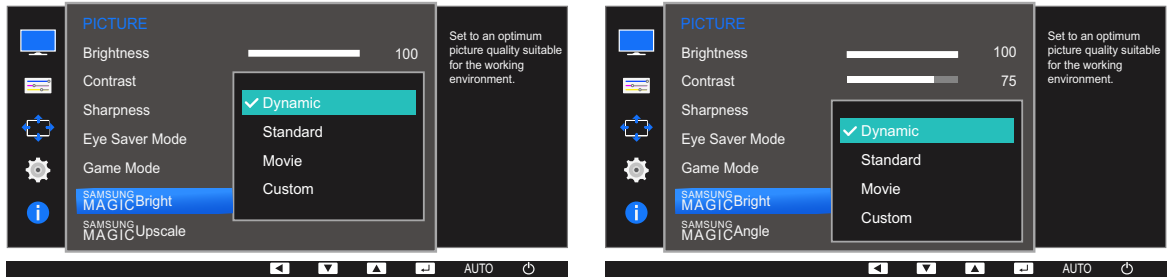 PICTURE
Brightness 100
Contrast
Sharpness
Eye Saver Mode
Game Mode
SAMSUNG
MAGIC Bright
SAMSUNG
MAGIC Upscale
Dynamic
Standard
Movie
Custom
Set to an optimum
picture quality suitable
for the working
environment.
AUTO
PICTURE
Brightness 100
Contrast 75
Sharpness
Eye Saver Mode
Game Mode
SAMSUNG
MAGIC Bright
SAMSUNG
MAGIC Angle
Dynamic
Standard
Movie
Custom
Set to an optimum
picture quality suitable
for the working
environment.
AUTO